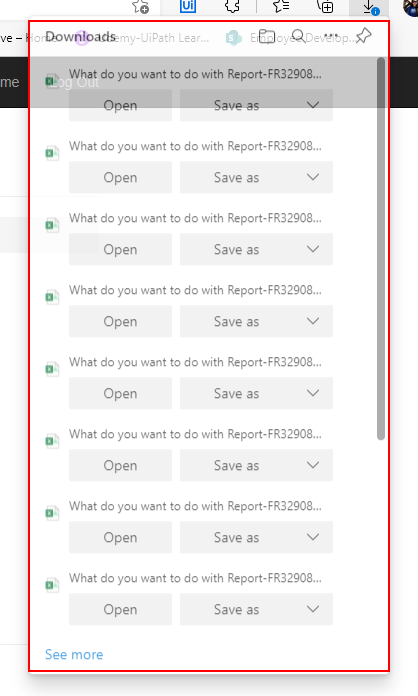 Ui
ve – Home
Downloads
Academy-UiPath Lear...
Employee Develop...
me
Log Out
What do you want to do with Report-FR32908...
Open
Save as
What do you want to do with Report-FR32908...
Open
Save as
What do you want to do with Report-FR32908...
Open
Save as
What do you want to do with Report-FR32908...
Open
Save as
What do you want to do with Report-FR32908...
Open
Save as
What do you want to do with Report-FR32908...
Open
Save as
What do you want to do with Report-FR32908...
Open
Save as
What do you want to do with Report-FR32908...
Open
Save as
See more